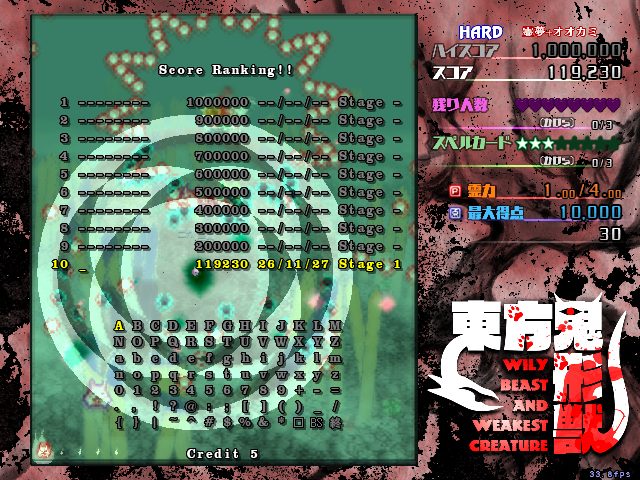 Score Ranking!!
1 -------- 1000000 --/--/-- Stage -
2 -------- 900000 --/--/-- Stage -
3 -------- 800000 --/--/-- Stage -
4 -------- 700000 --/--/-- Stage -
5 -------- 600000 --/--/-- Stage -
6 -------- 500000 --/--/-- Stage -
7 -------- 400000 --/--/-- Stage -
8 -------- 300000 --/--/-- Stage -
9 -------- 200000 --/--/-- Stage -
10 _ 119230 26/11/27 Stage 1
A B C D E F G H I J K L M
N O P Q R S T U V W X Y Z
a b c d e f g h i j k l m
n o p q r s t u v w x y z
0 1 2 3 4 5 6 7 8 9 + - =
. , ! ? @ : ; [ ] ( ) _ /
{ } | ~ ^ # $ % & * □ BS 終
Credit 5
HARD 霊夢+オオカミ
ハイスコア 1,000,000
スコア 119,230
残り人数
(かけら) 0/3
スペルカード ★★★
(かけら) 0/3
P 霊力 1.00/4.00
最大得点 10,000
30
東方鬼形獣
WILY
BEAST
AND
WEAKEST
CREATURE
33.8fps